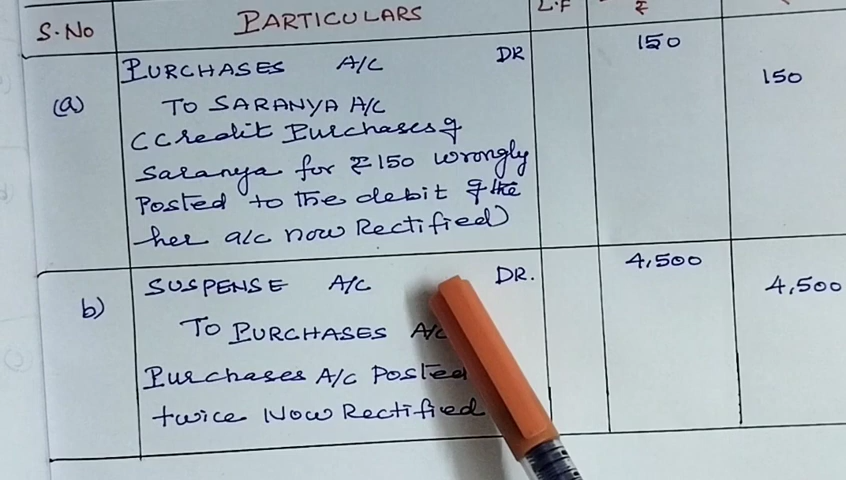 S.No PARTICULARS L.F ₹
PURCHASES A/C DR 150
(a) TO SARANYA A/C 150
(Credit Purchases of
Saranya for ₹150 wrongly
Posted to the debit of the
her a/c now Rectified)
b) SUSPENSE A/C DR. 4,500
TO PURCHASES A/C 4,500
Purchases A/C Posted
twice Now Rectified